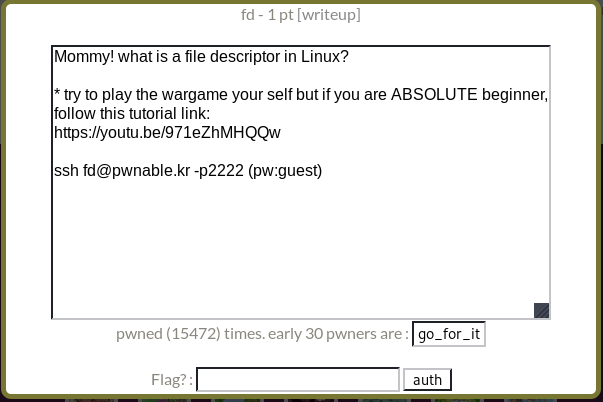 fd - 1 pt [writeup]
Mommy! what is a file descriptor in Linux?
* try to play the wargame your self but if you are ABSOLUTE beginner,
follow this tutorial link:
https://youtu.be/971eZhMHQQw
ssh fd@pwnable.kr -p2222 (pw:guest)
pwned (15472) times. early 30 pwners are : go_for_it
Flag? : auth